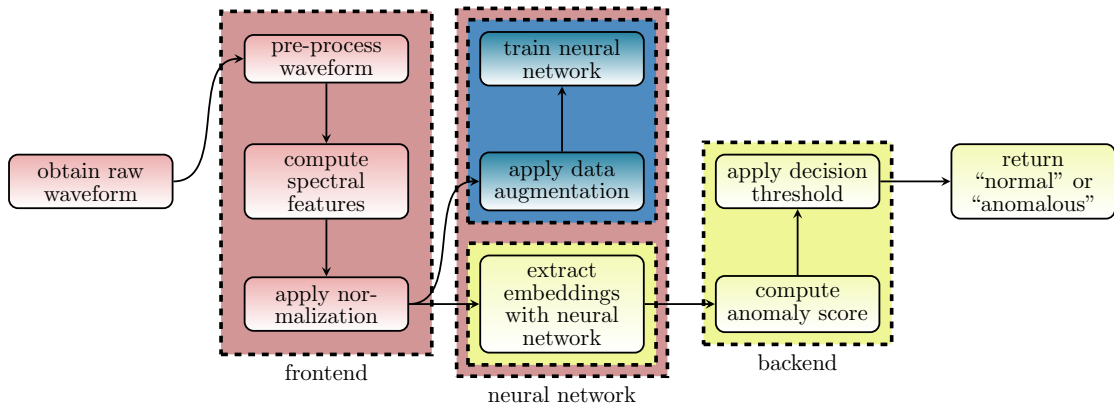 obtain raw
waveform
pre-process
waveform
compute
spectral
features
apply nor-
malization
frontend
train neural
network
apply data
augmentation
extract
embeddings
with neural
network
neural network
apply decision
threshold
compute
anomaly score
backend
return
“normal” or
“anomalous”